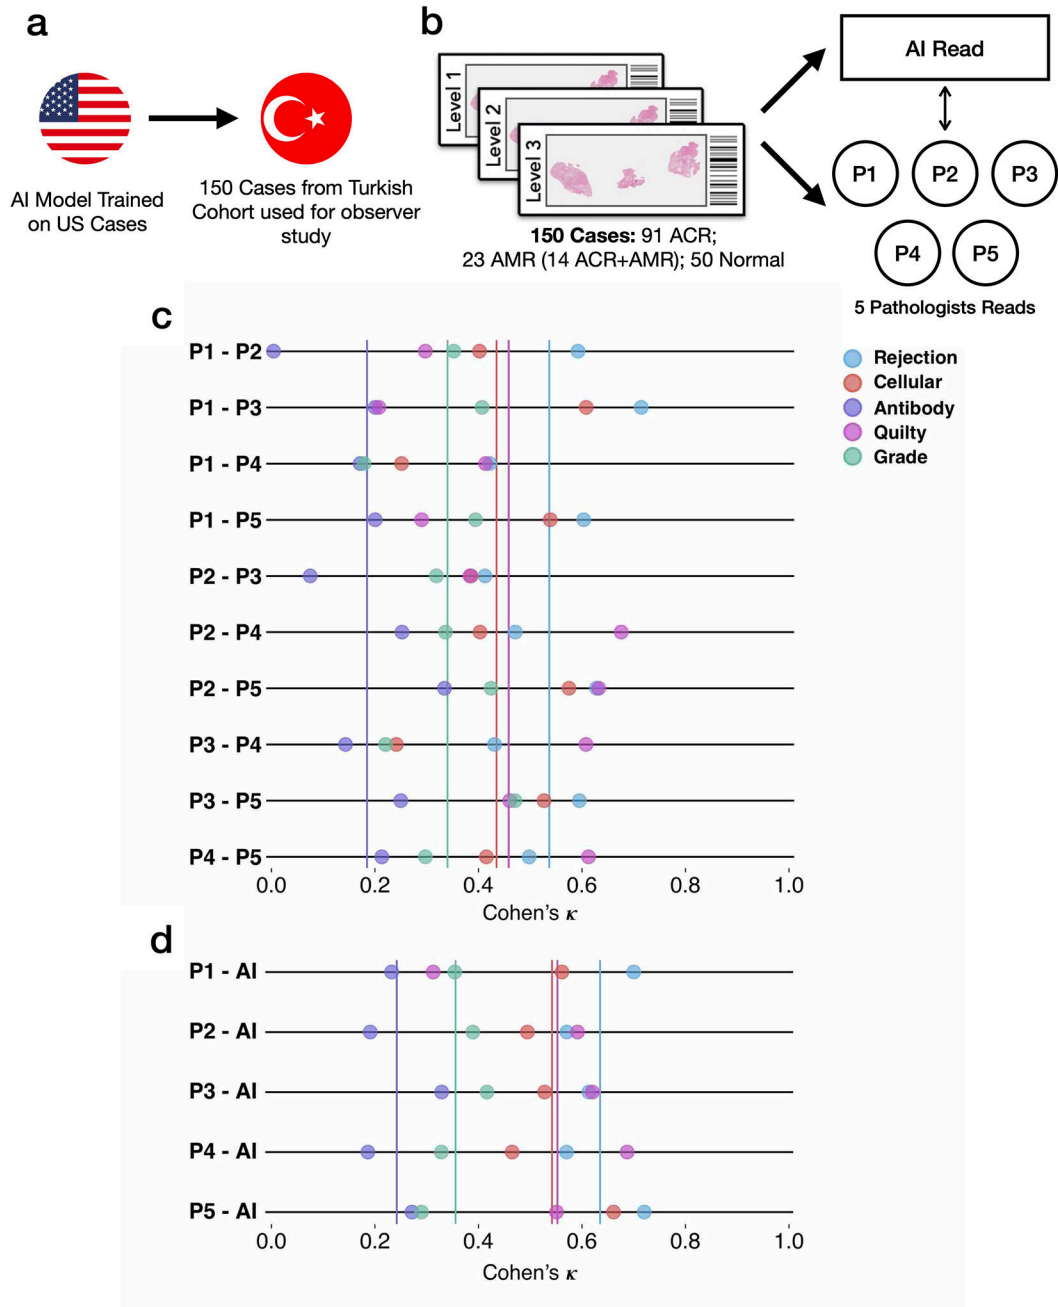 a
AI Model Trained
on US Cases
150 Cases from Turkish
Cohort used for observer
study
b
Level 1
Level 2
Level 3
150 Cases: 91 ACR;
23 AMR (14 ACR+AMR); 50 Normal
AI Read
P1
P2
P3
P4
P5
5 Pathologists Reads
c
P1 - P2
P1 - P3
P1 - P4
P1 - P5
P2 - P3
P2 - P4
P2 - P5
P3 - P4
P3 - P5
P4 - P5
0.0 0.2 0.4 0.6 0.8 1.0
Cohen's κ
Rejection
Cellular
Antibody
Quilty
Grade
d
P1 - AI
P2 - AI
P3 - AI
P4 - AI
P5 - AI
0.0 0.2 0.4 0.6 0.8 1.0
Cohen's κ